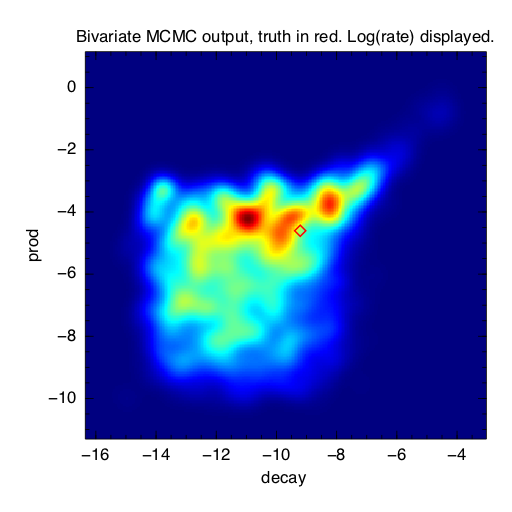 Bivariate MCMC output, truth in red. Log(rate) displayed.
0
−2
−4
−6
−8
−10
prod
−16 −14 −12 −10 −8 −6 −4
decay